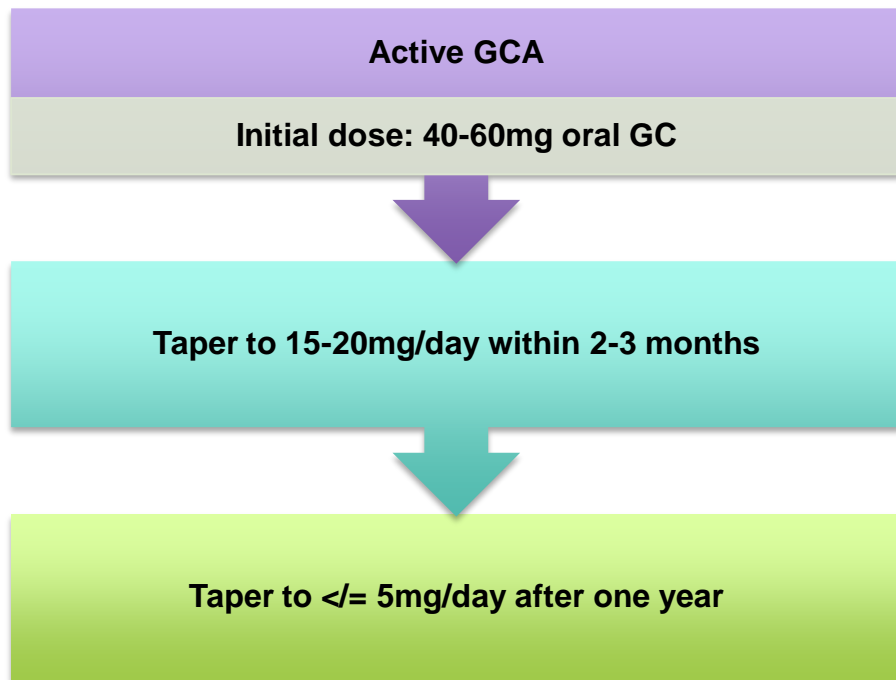 Active GCA
Initial dose: 40-60mg oral GC
Taper to 15-20mg/day within 2-3 months
Taper to </= 5mg/day after one year